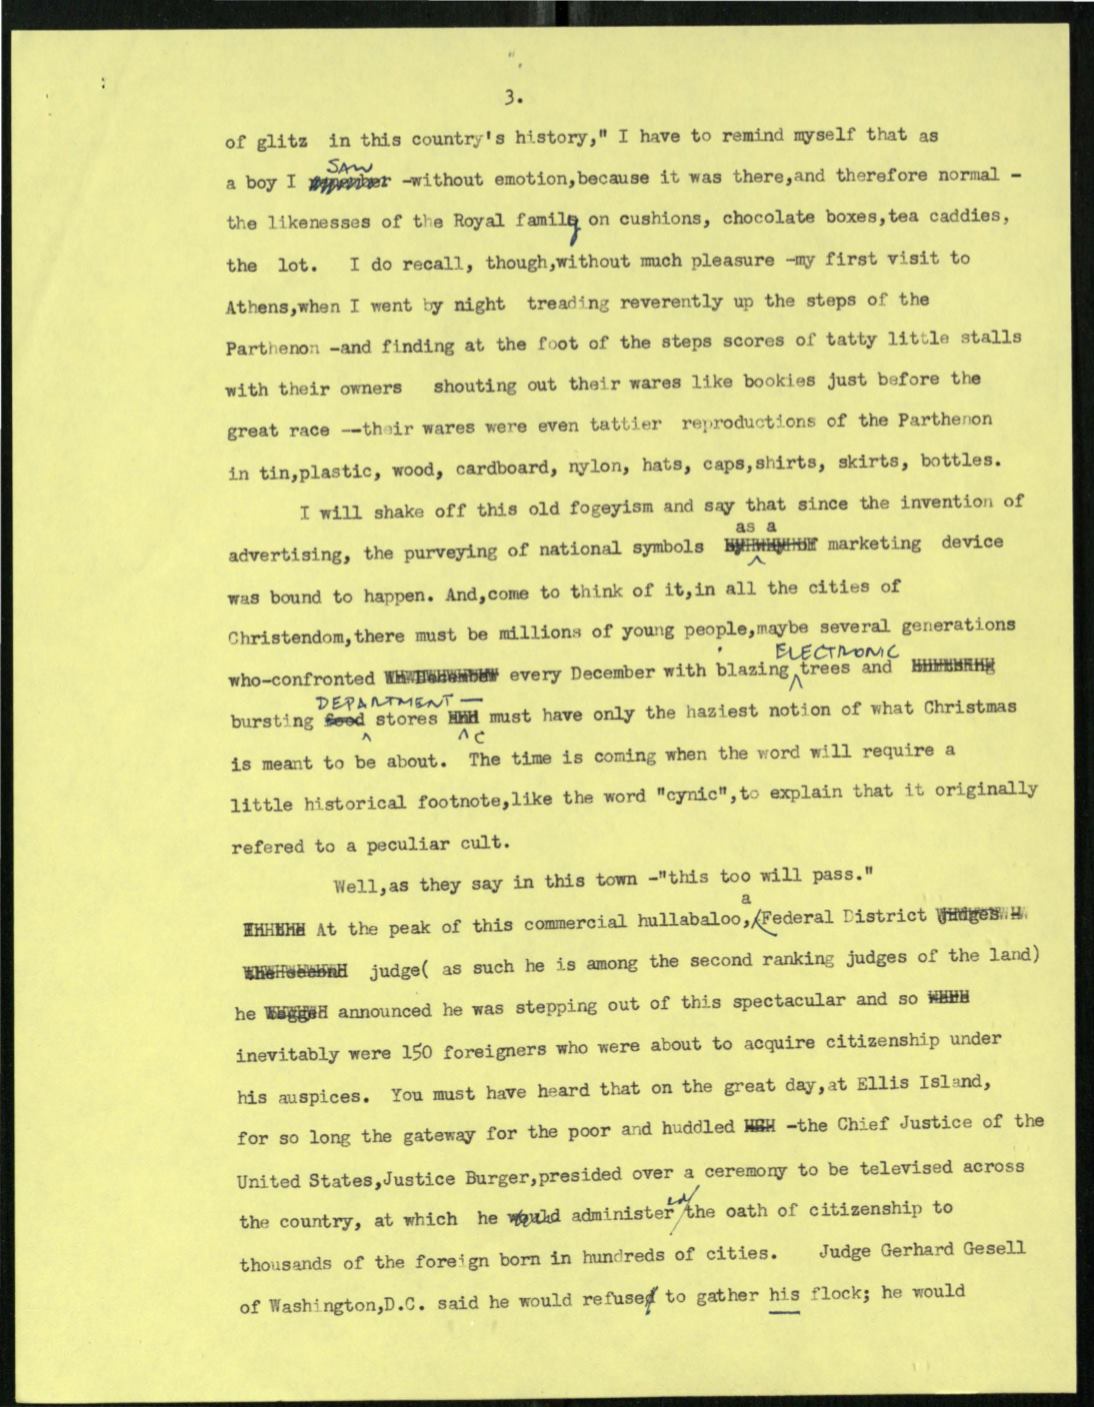 3.
of glitz in this country's history," I have to remind myself that as
SAW
a boy I remember -without emotion,because it was there,and therefore normal -
the likenesses of the Royal family on cushions, chocolate boxes,tea caddies,
the lot. I do recall, though,without much pleasure -my first visit to
Athens,when I went by night treading reverently up the steps of the
Parthenon -and finding at the foot of the steps scores of tatty little stalls
with their owners shouting out their wares like bookies just before the
great race --their wares were even tattier reproductions of the Parthenon
in tin,plastic, wood, cardboard, nylon, hats, caps,shirts, skirts, bottles.
I will shake off this old fogeyism and say that since the invention of
as a
advertising, the purveying of national symbols marketing device
was bound to happen. And,come to think of it,in all the cities of
Christendom,there must be millions of young people,maybe several generations
ELECTRONIC
who-confronted every December with blazing trees and
DEPARTMENT —
bursting food stores must have only the haziest notion of what Christmas
is meant to be about. The time is coming when the word will require a
little historical footnote,like the word "cynic",to explain that it originally
refered to a peculiar cult.
Well,as they say in this town -"this too will pass."
a
At the peak of this commercial hullabaloo, Federal District judges -
the second judge( as such he is among the second ranking judges of the land)
he announced he was stepping out of this spectacular and so were
inevitably were 150 foreigners who were about to acquire citizenship under
his auspices. You must have heard that on the great day,at Ellis Island,
for so long the gateway for the poor and huddled -the Chief Justice of the
United States,Justice Burger,presided over a ceremony to be televised across
ed
the country, at which he would administer the oath of citizenship to
thousands of the foreign born in hundreds of cities. Judge Gerhard Gesell
of Washington,D.C. said he would refuse to gather his flock; he would